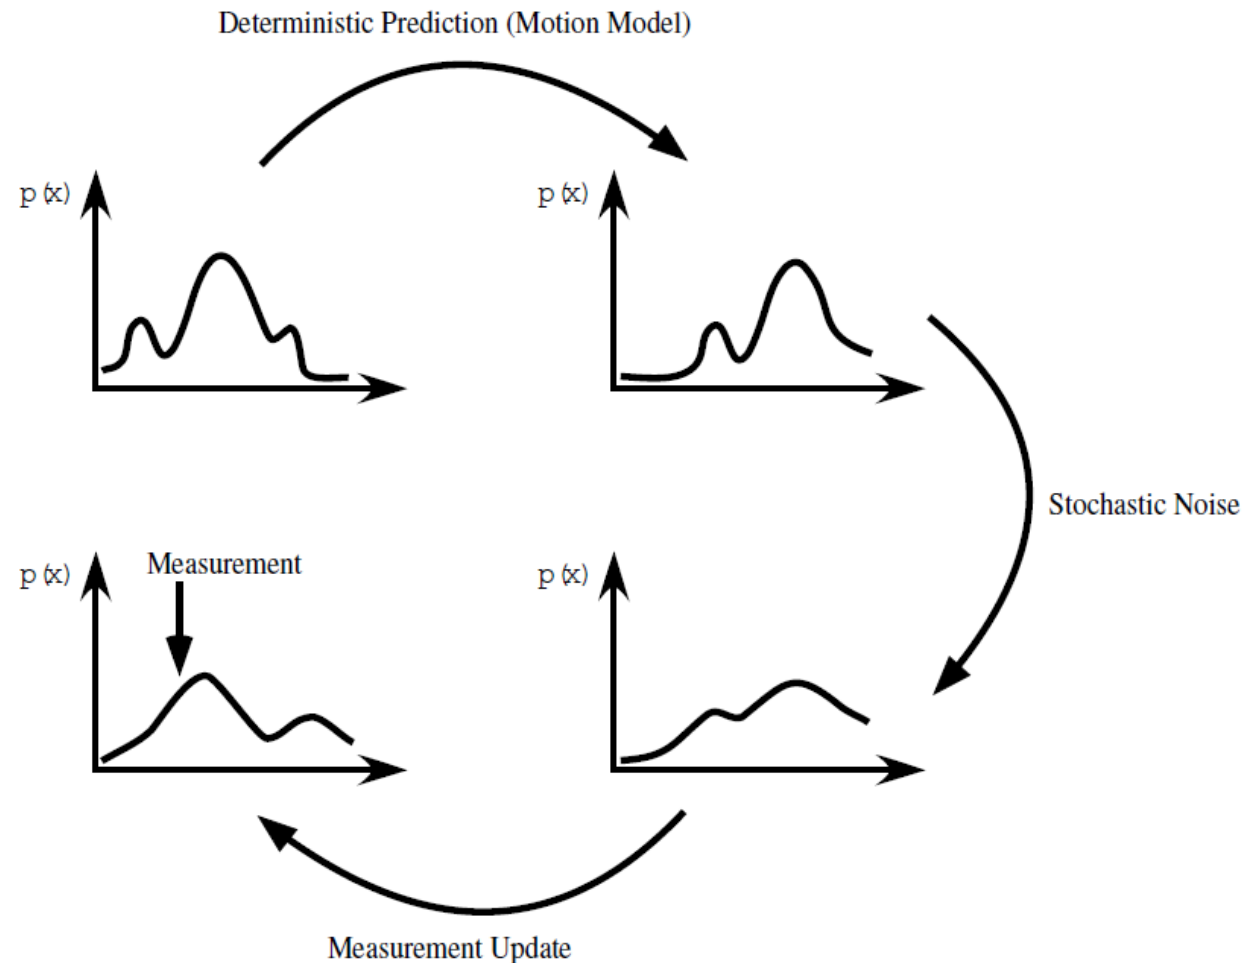 Deterministic Prediction (Motion Model)
p (x)
p (x)
Stochastic Noise
p (x)
Measurement
p (x)
Measurement Update